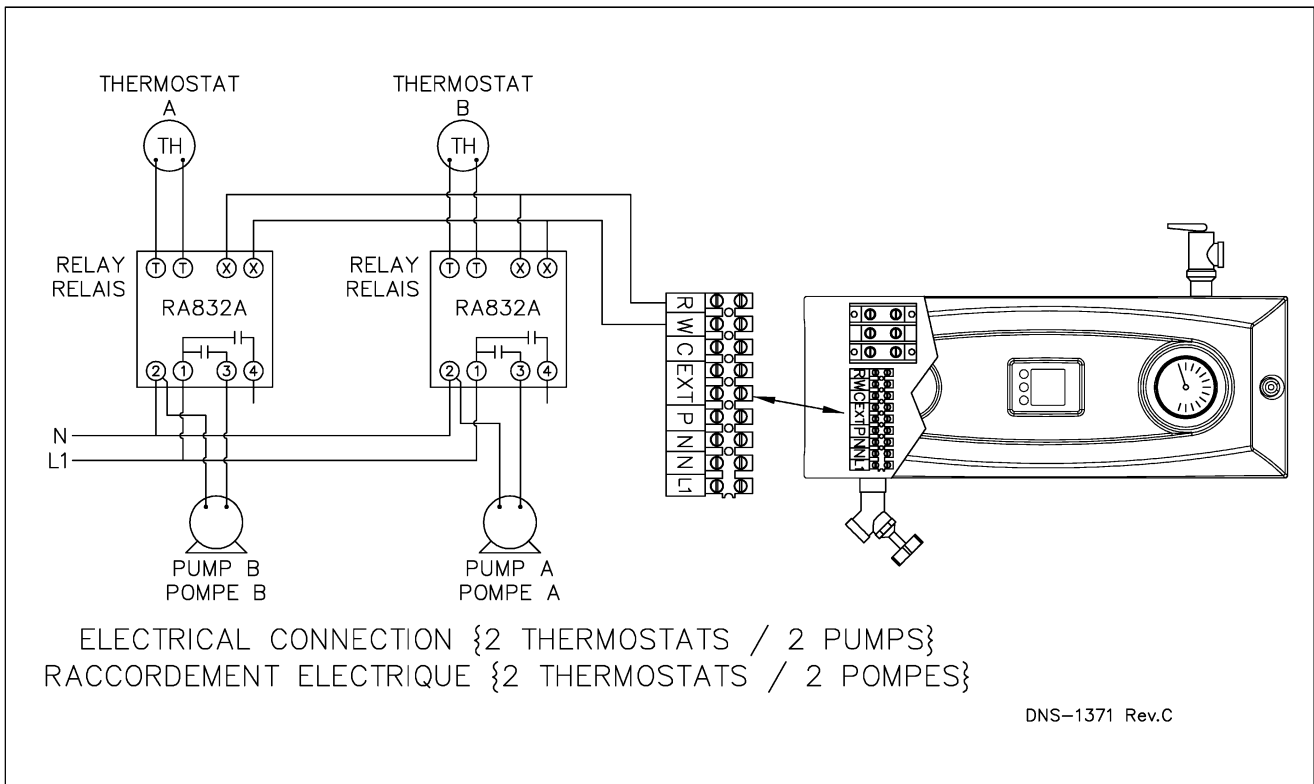 THERMOSTAT
A
TH
THERMOSTAT
B
TH
RELAY
RELAIS
T T X X
RA832A
2 1 3 4
RELAY
RELAIS
T T X X
RA832A
2 1 3 4
N
L1
PUMP B
POMPE B
PUMP A
POMPE A
R
W
C
EXT
P
N
N
L1
R
W
C
EXT
P
N
N
L1
ELECTRICAL CONNECTION {2 THERMOSTATS / 2 PUMPS}
RACCORDEMENT ELECTRIQUE {2 THERMOSTATS / 2 POMPES}
DNS-1371 Rev.C